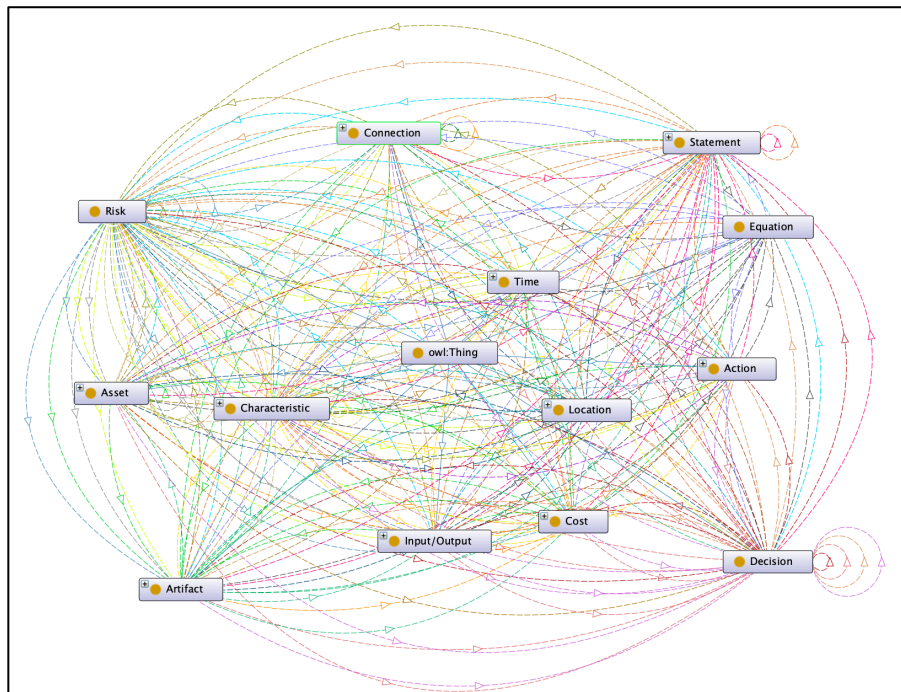 Connection
Statement
Risk
Equation
Time
owl:Thing
Action
Asset
Characteristic
Location
Cost
Input/Output
Decision
Artifact